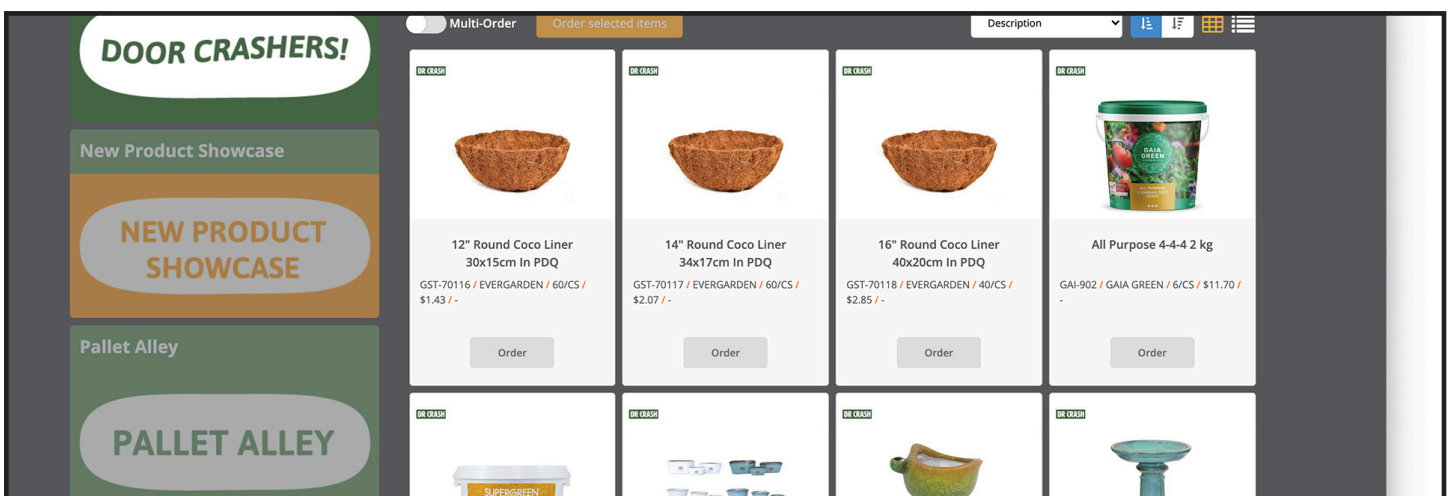 DOOR CRASHERS!
New Product Showcase
NEW PRODUCT
SHOWCASE
Pallet Alley
PALLET ALLEY
Multi-Order
Order selected items
Description
DR CRASH
12" Round Coco Liner
30x15cm In PDQ
GST-70116 / EVERGARDEN / 60/CS /
$1.43 / -
Order
DR CRASH
14" Round Coco Liner
34x17cm In PDQ
GST-70117 / EVERGARDEN / 60/CS /
$2.07 / -
Order
DR CRASH
16" Round Coco Liner
40x20cm In PDQ
GST-70118 / EVERGARDEN / 40/CS /
$2.85 / -
Order
DR CRASH
GAIA
GREEN
All Purpose 4-4-4 2 kg
GAI-902 / GAIA GREEN / 6/CS / $11.70 /
-
Order
DR CRASH
SUPERGREEN
DR CRASH
DR CRASH
DR CRASH